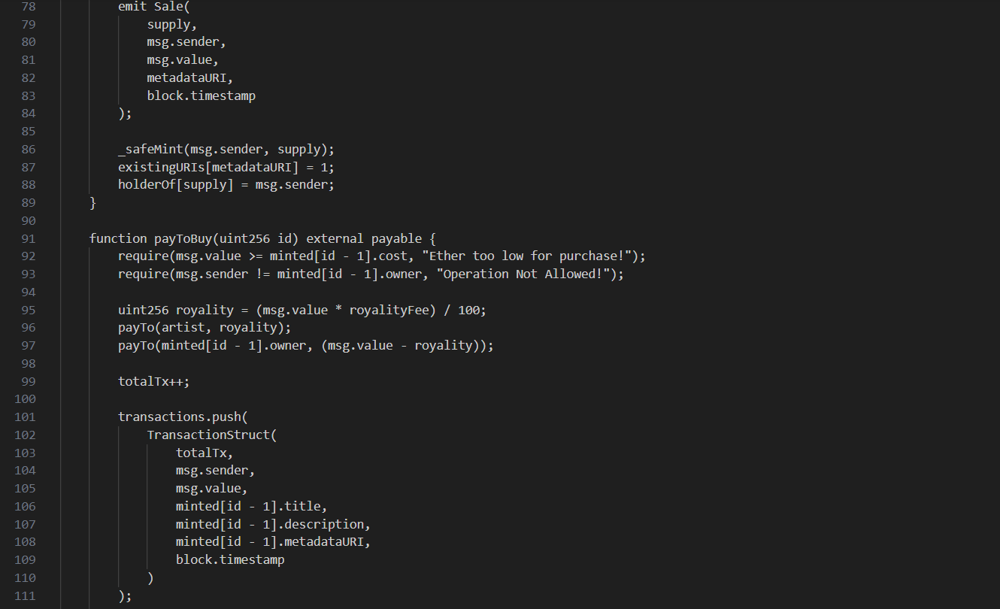 78 emit Sale(
79 supply,
80 msg.sender,
81 msg.value,
82 metadataURI,
83 block.timestamp
84 );
85
86 _safeMint(msg.sender, supply);
87 existingURIs[metadataURI] = 1;
88 holderOf[supply] = msg.sender;
89 }
90
91 function payToBuy(uint256 id) external payable {
92 require(msg.value >= minted[id - 1].cost, "Ether too low for purchase!");
93 require(msg.sender != minted[id - 1].owner, "Operation Not Allowed!");
94
95 uint256 royality = (msg.value * royalityFee) / 100;
96 payTo(artist, royality);
97 payTo(minted[id - 1].owner, (msg.value - royality));
98
99 totalTx++;
100
101 transactions.push(
102 TransactionStruct(
103 totalTx,
104 msg.sender,
105 msg.value,
106 minted[id - 1].title,
107 minted[id - 1].description,
108 minted[id - 1].metadataURI,
109 block.timestamp
110 )
111 );